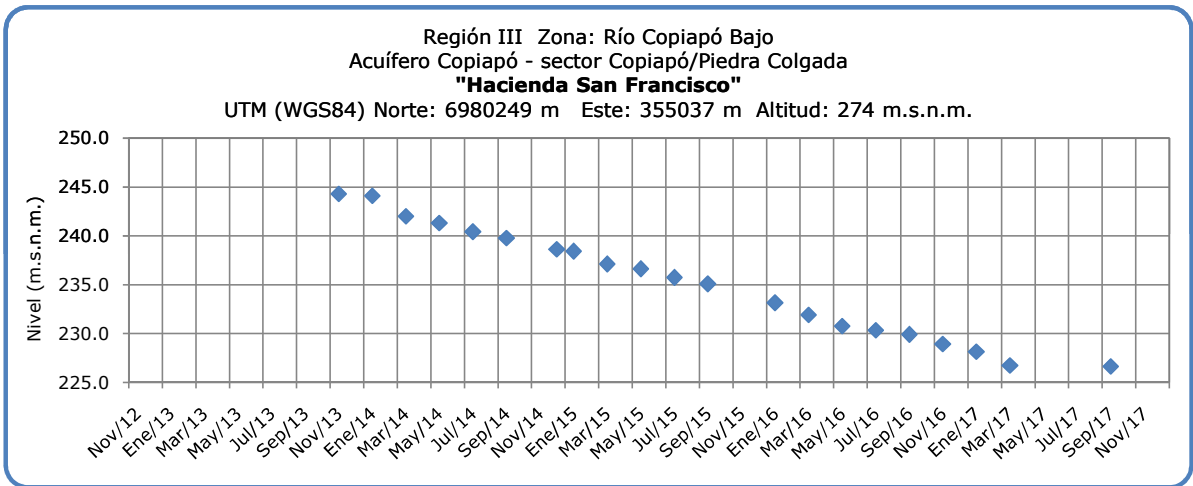 Región III  Zona: Río Copiapó Bajo
Acuífero Copiapó - sector Copiapó/Piedra Colgada
"Hacienda San Francisco"
UTM (WGS84) Norte: 6980249 m   Este: 355037 m  Altitud: 274 m.s.n.m.
Nivel (m.s.n.m.)
250.0
245.0
240.0
235.0
230.0
225.0
Nov/12
Ene/13
Mar/13
May/13
Jul/13
Sep/13
Nov/13
Ene/14
Mar/14
May/14
Jul/14
Sep/14
Nov/14
Ene/15
Mar/15
May/15
Jul/15
Sep/15
Nov/15
Ene/16
Mar/16
May/16
Jul/16
Sep/16
Nov/16
Ene/17
Mar/17
May/17
Jul/17
Sep/17
Nov/17